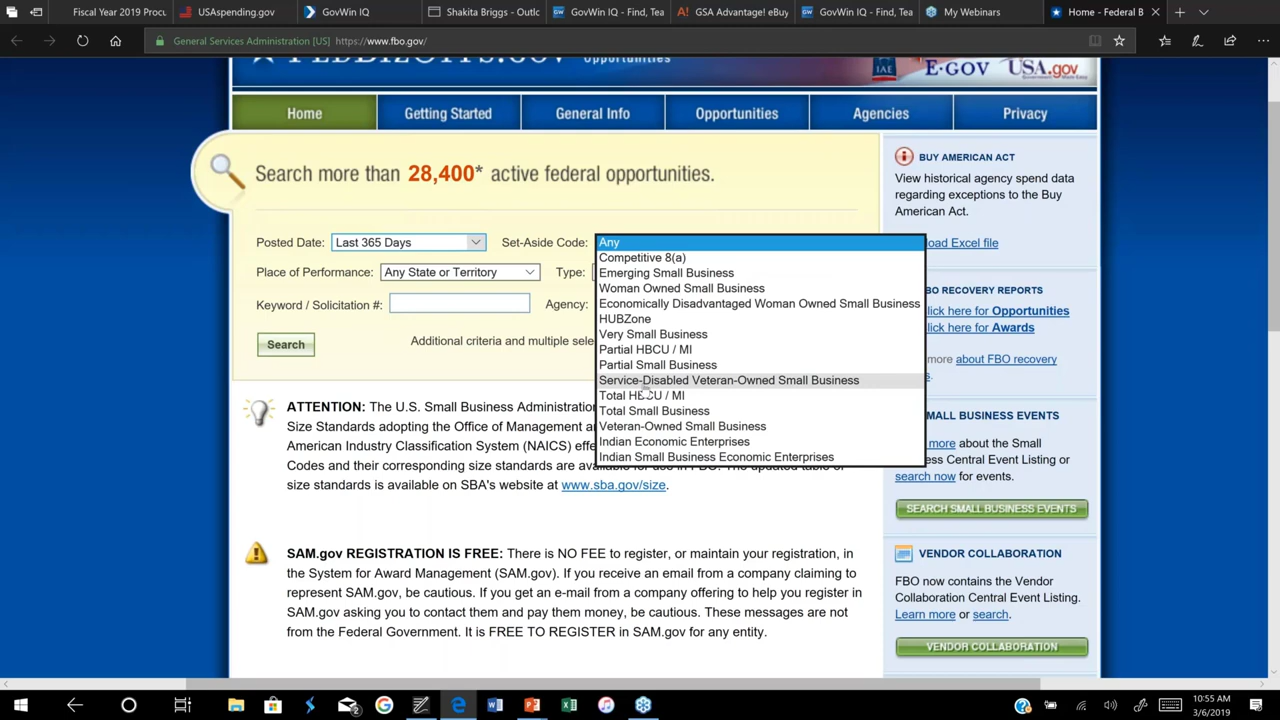 Fiscal Year 2019 Procu
USAspending.gov
GovWin IQ
Shakita Briggs - Outlo
GovWin IQ - Find, Tea
GSA Advantage! eBuy
GovWin IQ - Find, Tea
My Webinars
Home - Federal B
General Services Administration [US]
https://www.fbo.gov/
Opportunities
IAE
E-GOV
USA.gov
Home
Getting Started
General Info
Opportunities
Agencies
Privacy
Search more than 28,400* active federal opportunities.
Posted Date:
Last 365 Days
Set-Aside Code:
Any
Competitive 8(a)
Emerging Small Business
Woman Owned Small Business
Economically Disadvantaged Woman Owned Small Business
HUBZone
Very Small Business
Partial HBCU / MI
Partial Small Business
Service-Disabled Veteran-Owned Small Business
Total HBCU / MI
Total Small Business
Veteran-Owned Small Business
Indian Economic Enterprises
Indian Small Business Economic Enterprises
Place of Performance:
Any State or Territory
Type:
Keyword / Solicitation #:
Agency:
Search
Additional criteria and multiple sele
ATTENTION: The U.S. Small Business Administration
Size Standards adopting the Office of Management a
American Industry Classification System (NAICS) effe
Codes and their corresponding size standards are available for use in FBO. The updated table of
size standards is available on SBA's website at www.sba.gov/size.
SAM.gov REGISTRATION IS FREE: There is NO FEE to register, or maintain your registration, in
the System for Award Management (SAM.gov). If you receive an email from a company claiming to
represent SAM.gov, be cautious. If you get an e-mail from a company offering to help you register in
SAM.gov asking you to contact them and pay them money, be cautious. These messages are not
from the Federal Government. It is FREE TO REGISTER in SAM.gov for any entity.
BUY AMERICAN ACT
View historical agency spend data
regarding exceptions to the Buy
American Act.
load Excel file
BO RECOVERY REPORTS
lick here for Opportunities
lick here for Awards
more about FBO recovery
s.
MALL BUSINESS EVENTS
more about the Small
ess Central Event Listing or
search now for events.
SEARCH SMALL BUSINESS EVENTS
VENDOR COLLABORATION
FBO now contains the Vendor
Collaboration Central Event Listing.
Learn more or search.
VENDOR COLLABORATION
10:55 AM
3/6/2019